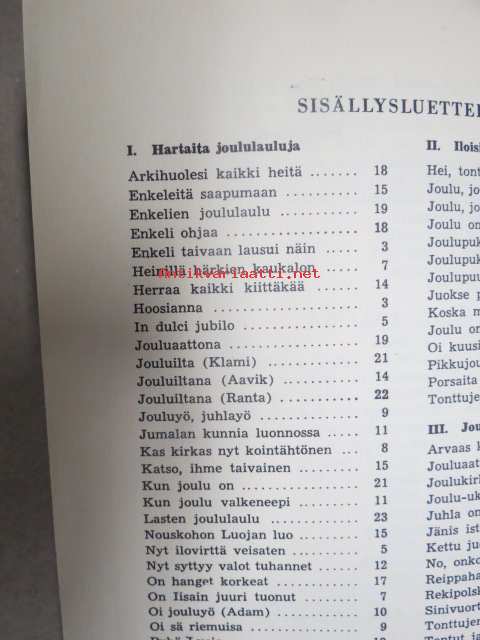 SISÄLLYSLUETTE
I. Hartaita joululauluja
Arkihuolesi kaikki heitä ....... 18
Enkeleitä saapumaan .......... 15
Enkelien joululaulu ............ 19
Enkeli ohjaa .................... 18
Enkeli taivaan lausui näin ...... 3
Heinillä härkien kaukalon ...... 7
Herraa kaikki kiittäkää ........ 14
Hoosianna ...................... 3
In dulci jubilo .................. 5
Jouluaattona .................... 19
Jouluilta (Klami) ................ 21
Jouluiltana (Aavik) .............. 14
Jouluiltana (Ranta) .............. 22
Jouluyö, juhlayö ................ 9
Jumalan kunnia luonnossa ...... 11
Kas kirkas nyt kointähtönen .... 8
Katso, ihme taivainen .......... 15
Kun joulu on .................... 21
Kun joulu valkeneepi .......... 11
Lasten joululaulu .............. 23
Nouskohon Luojan luo .......... 15
Nyt ilovirttä veisaten .......... 5
Nyt syttyy valot tuhannet ...... 12
On hanget korkeat .............. 17
On Iisain juuri tuonut .......... 7
Oi jouluyö (Adam) .............. 10
Oi sä riemuisa .................. 9
II. Iloisi
Hei, tont
Joulu, jo
Joulu, jo
Joulu on
Joulupuk
Joulupuk
Joulupuu
Juokse p
Koska m
Joulu on
Oi kuusi
Pikkujou
Porsaita
Tonttujen
III. Jou
Arvaas k
Jouluaat
Joulukirk
Joulu-uk
Juhla on
Jänis ist
Kettu ju
No, onko
Reippaha
Rekipolsk
Sinivuort
Tonttujen
antiikvariaatti.net